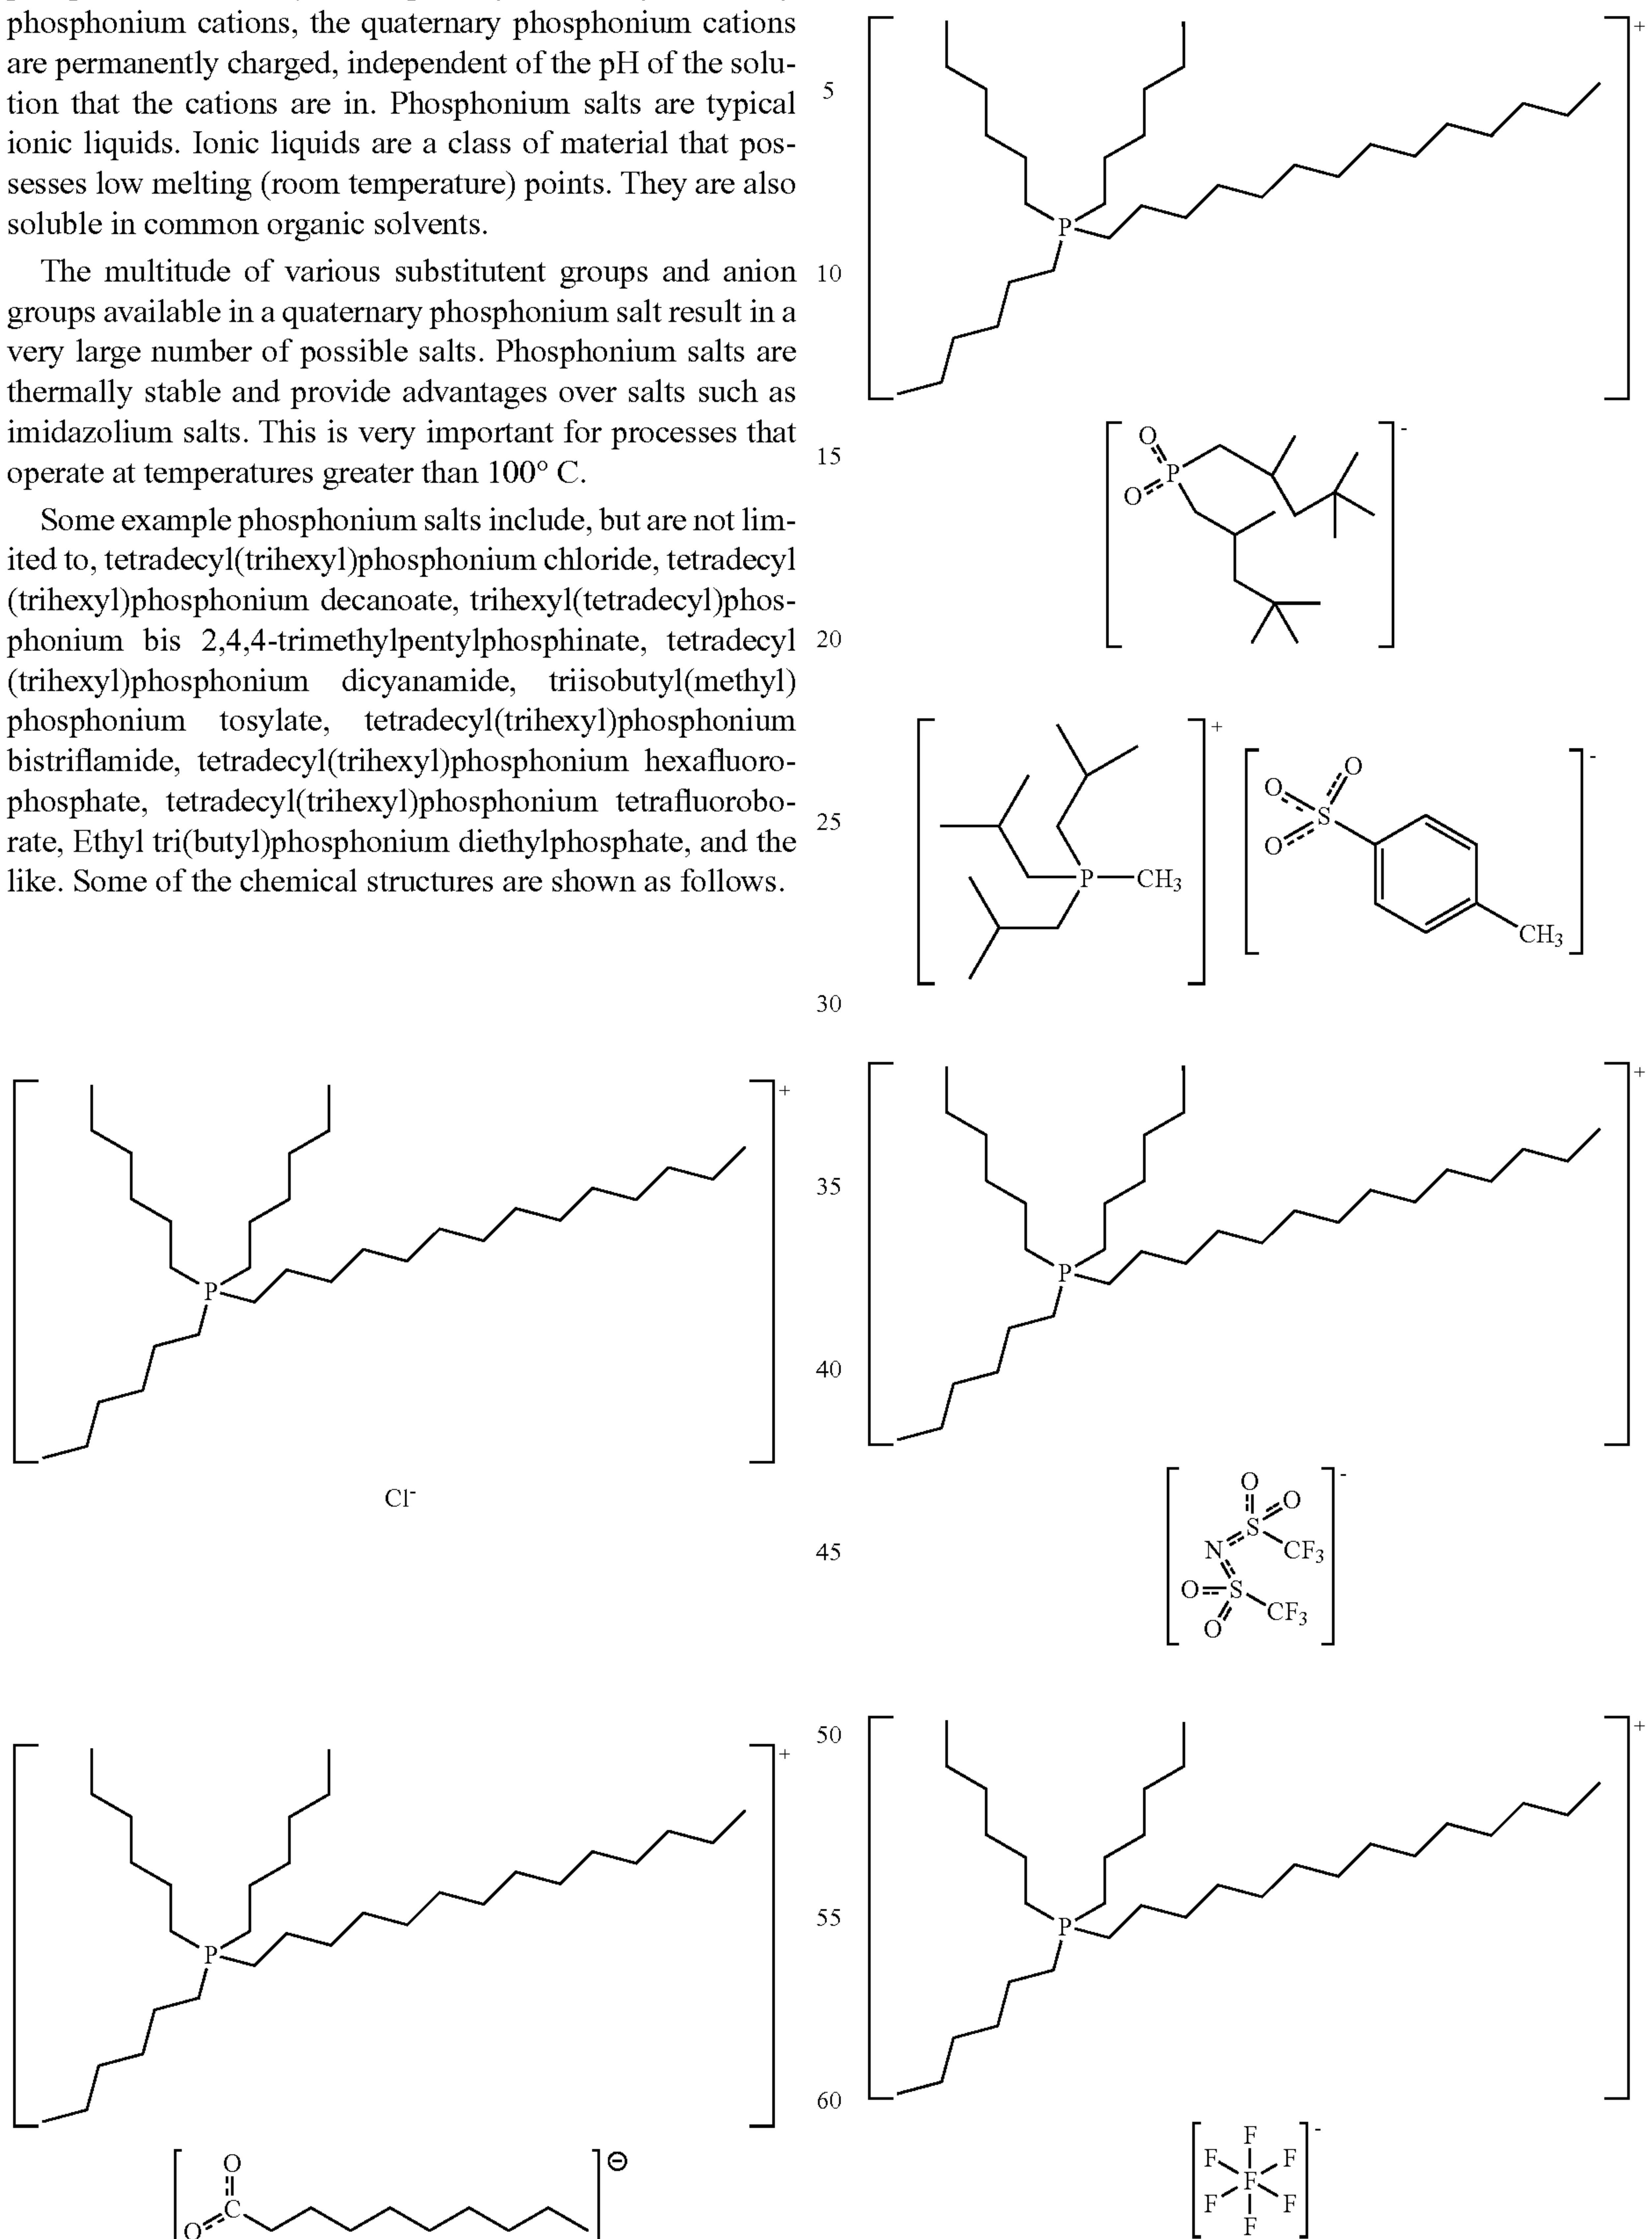 phosphonium cations, the quaternary phosphonium cations
are permanently charged, independent of the pH of the solu-
tion that the cations are in. Phosphonium salts are typical
ionic liquids. Ionic liquids are a class of material that pos-
sesses low melting (room temperature) points. They are also
soluble in common organic solvents.
The multitude of various substitutent groups and anion
groups available in a quaternary phosphonium salt result in a
very large number of possible salts. Phosphonium salts are
thermally stable and provide advantages over salts such as
imidazolium salts. This is very important for processes that
operate at temperatures greater than 100° C.
Some example phosphonium salts include, but are not lim-
ited to, tetradecyl(trihexyl)phosphonium chloride, tetradecyl
(trihexyl)phosphonium decanoate, trihexyl(tetradecyl)phos-
phonium bis 2,4,4-trimethylpentylphosphinate, tetradecyl
(trihexyl)phosphonium dicyanamide, triisobutyl(methyl)
phosphonium tosylate, tetradecyl(trihexyl)phosphonium
bistriflamide, tetradecyl(trihexyl)phosphonium hexafluoro-
phosphate, tetradecyl(trihexyl)phosphonium tetrafluorobo-
rate, Ethyl tri(butyl)phosphonium diethylphosphate, and the
like. Some of the chemical structures are shown as follows.
+
P
Cl-
+
P
⊖
O
C
O
5
10
15
20
25
30
35
40
45
50
55
60
+
P
-
O
P
O
+
P—CH3
-
O
O
S
O
CH3
+
P
-
O
O
S
N
CF3
O
S
CF3
O
+
P
-
F
F F
F
F F
F